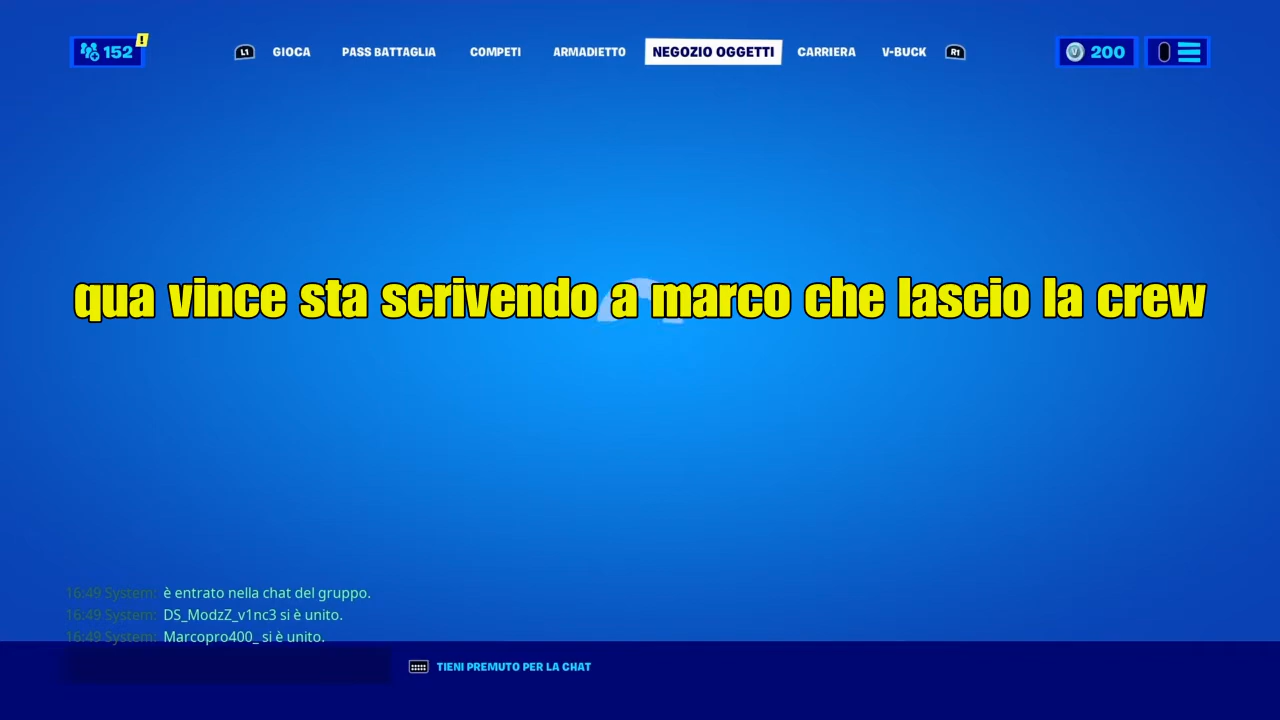 152 !
L1 GIOCA PASS BATTAGLIA COMPETI ARMADIETTO NEGOZIO OGGETTI CARRIERA V-BUCK R1
200
qua vince sta scrivendo a marco che lascio la crew
16:49 System: è entrato nella chat del gruppo.
16:49 System: DS_ModzZ_v1nc3 si è unito.
16:49 System: Marcopro400_ si è unito.
TIENI PREMUTO PER LA CHAT